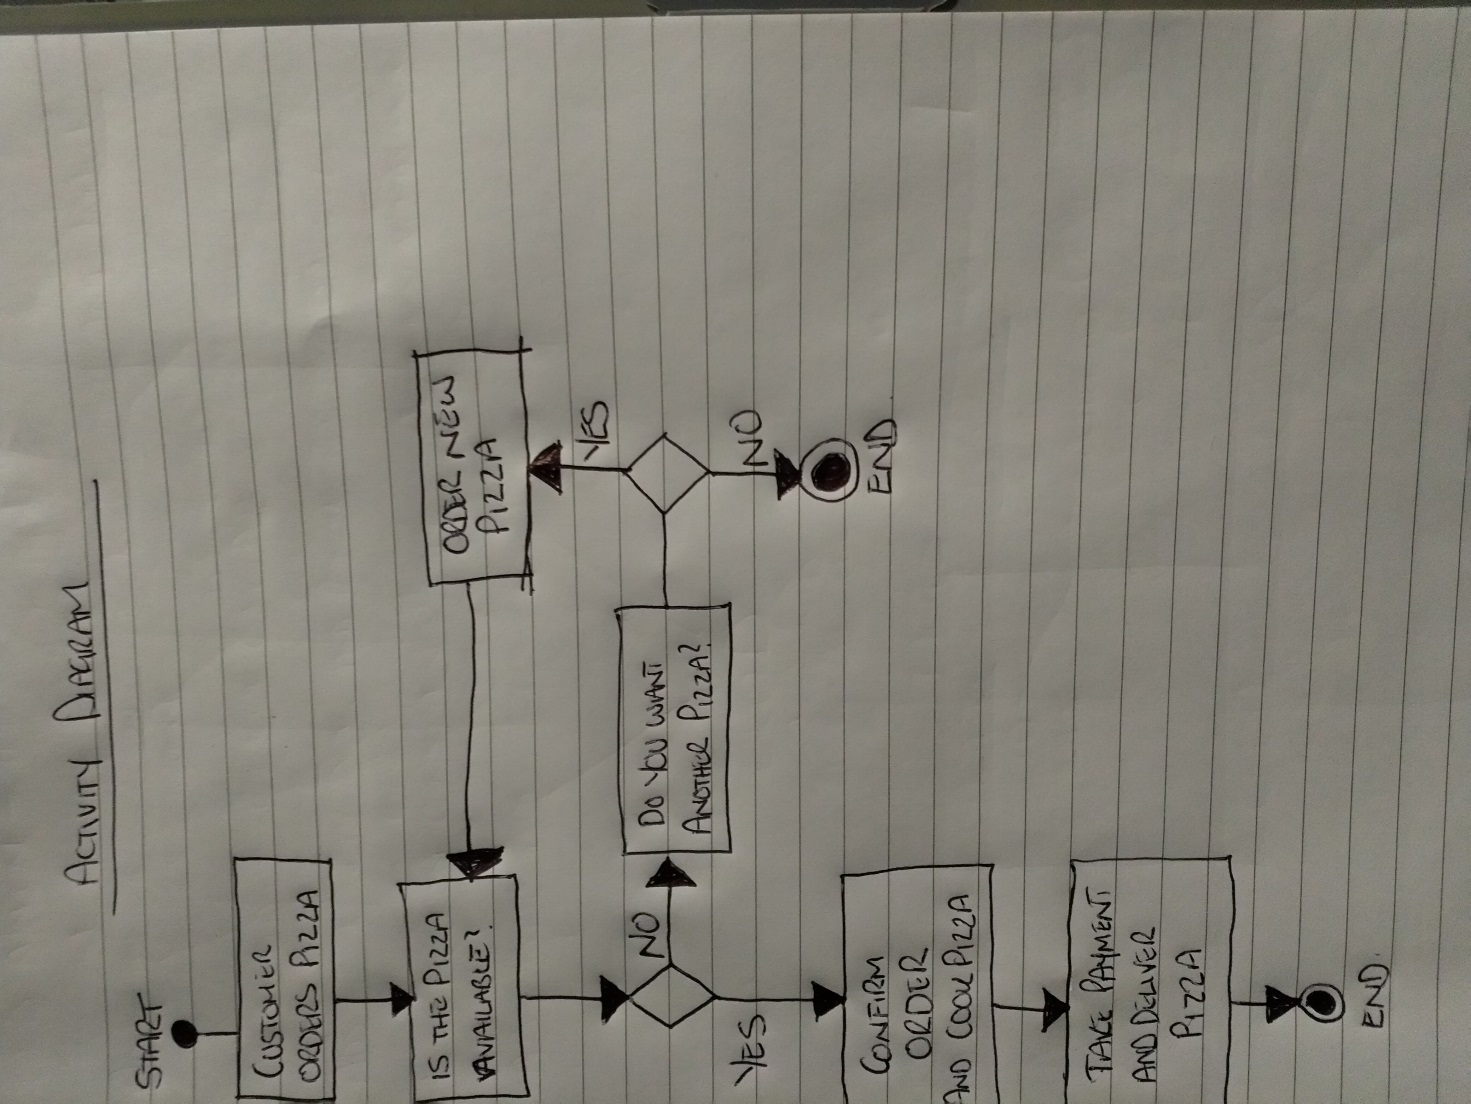 ACTIVITY DIAGRAM
START
CUSTOMER
ORDERS PIZZA
IS THE PIZZA
AVAILABLE?
NO
YES
DO YOU WANT
ANOTHER PIZZA?
YES
ORDER NEW
PIZZA
NO
END
CONFIRM
ORDER
AND COOK PIZZA
TAKE PAYMENT
AND DELIVER
PIZZA
END.